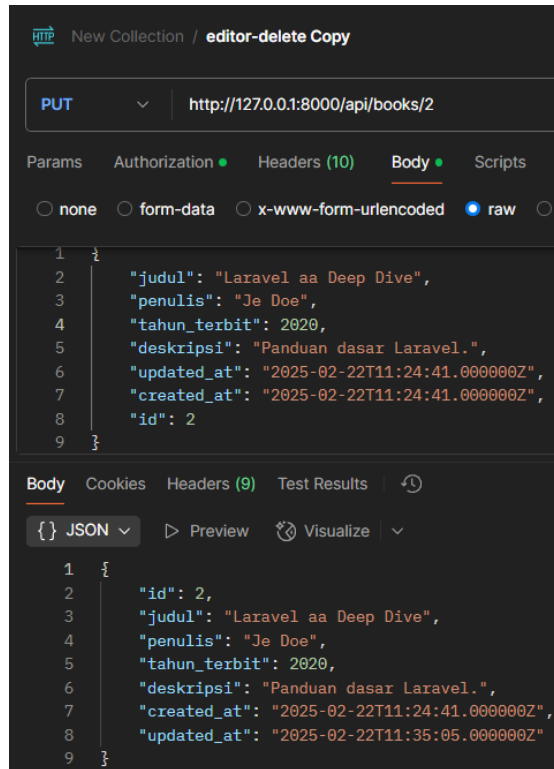 HTTP New Collection / editor-delete Copy
PUT http://127.0.0.1:8000/api/books/2
Params Authorization Headers (10) Body Scripts
none form-data x-www-form-urlencoded raw
1 {
2 "judul": "Laravel aa Deep Dive",
3 "penulis": "Je Doe",
4 "tahun_terbit": 2020,
5 "deskripsi": "Panduan dasar Laravel.",
6 "updated_at": "2025-02-22T11:24:41.000000Z",
7 "created_at": "2025-02-22T11:24:41.000000Z",
8 "id": 2
9 }
Body Cookies Headers (9) Test Results
{} JSON Preview Visualize
1 {
2 "id": 2,
3 "judul": "Laravel aa Deep Dive",
4 "penulis": "Je Doe",
5 "tahun_terbit": 2020,
6 "deskripsi": "Panduan dasar Laravel.",
7 "created_at": "2025-02-22T11:24:41.000000Z",
8 "updated_at": "2025-02-22T11:35:05.000000Z"
9 }